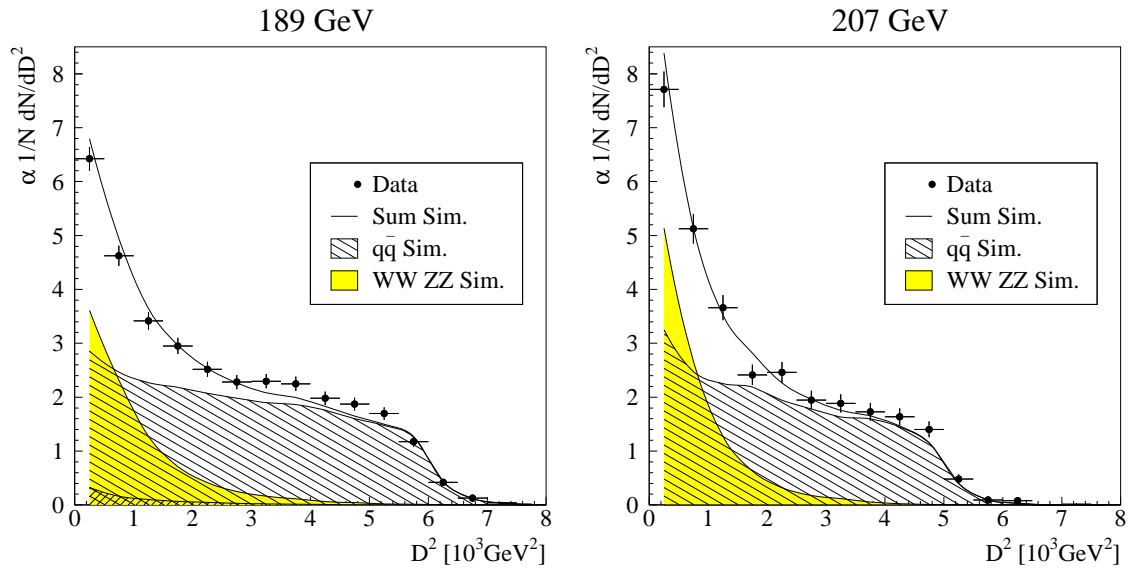 189 GeV
α 1/N dN/dD²
8
7
6
5
4
3
2
1
0
0 1 2 3 4 5 6 7 8
D² [10³GeV²]
Data
Sum Sim.
qq̄ Sim.
WW ZZ Sim.
207 GeV
α 1/N dN/dD²
8
7
6
5
4
3
2
1
0
0 1 2 3 4 5 6 7 8
D² [10³GeV²]
Data
Sum Sim.
qq̄ Sim.
WW ZZ Sim.